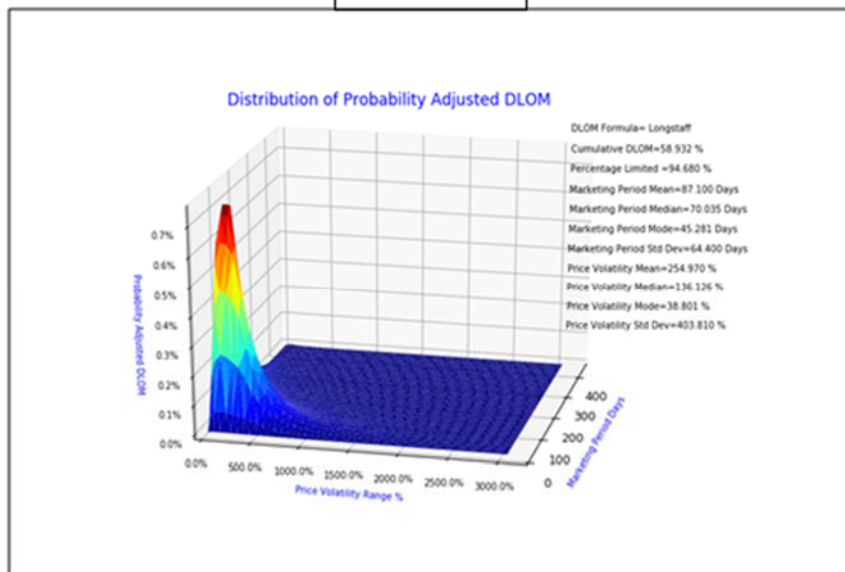 Distribution of Probability Adjusted DLOM
DLOM Formula= Longstaff
Cumulative DLOM=58.932 %
Percentage Limited =94.680 %
Marketing Period Mean=87.100 Days
Marketing Period Median=70.035 Days
Marketing Period Mode=45.281 Days
Marketing Period Std Dev=64.400 Days
Price Volatility Mean=254.970 %
Price Volatility Median=136.126 %
Price Volatility Mode=38.801 %
Price Volatility Std Dev=403.810 %
Probability Adjusted DLOM
0.7%
0.6%
0.5%
0.4%
0.3%
0.2%
0.1%
0.0%
0.0%
500.0%
1000.0%
1500.0%
2000.0%
2500.0%
3000.0%
Price Volatility Range %
0
100
200
300
400
Marketing Period Days